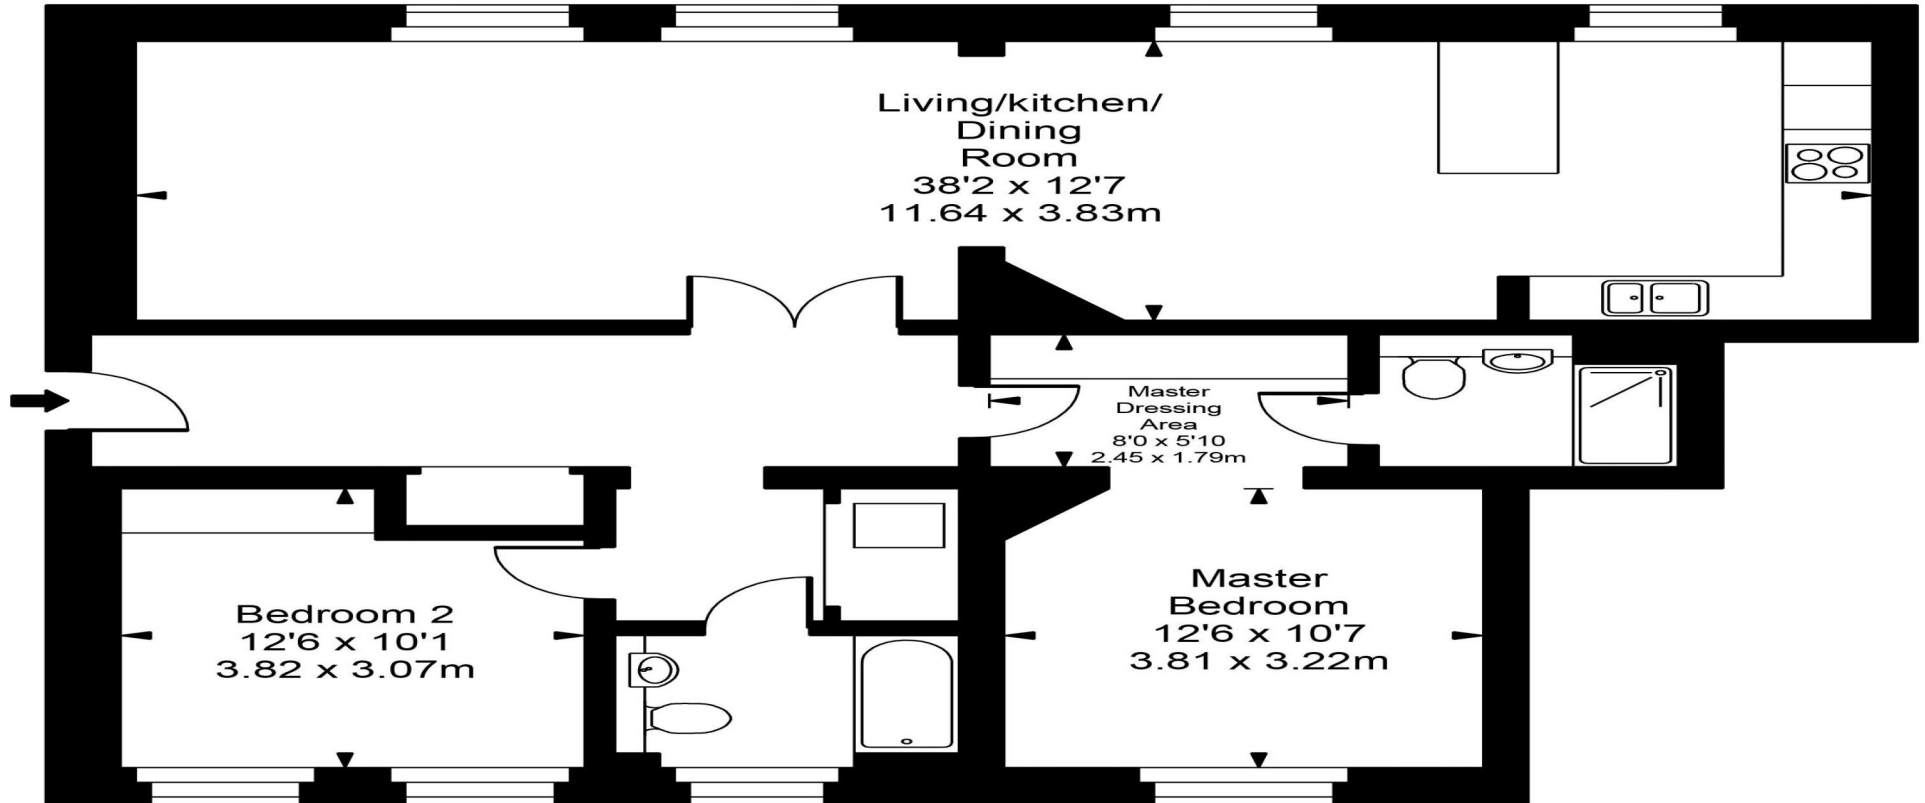 Living/kitchen/
Dining
Room
38'2 x 12'7
11.64 x 3.83m
Master
Dressing
Area
8'0 x 5'10
2.45 x 1.79m
Bedroom 2
12'6 x 10'1
3.82 x 3.07m
Master
Bedroom
12'6 x 10'7
3.81 x 3.22m